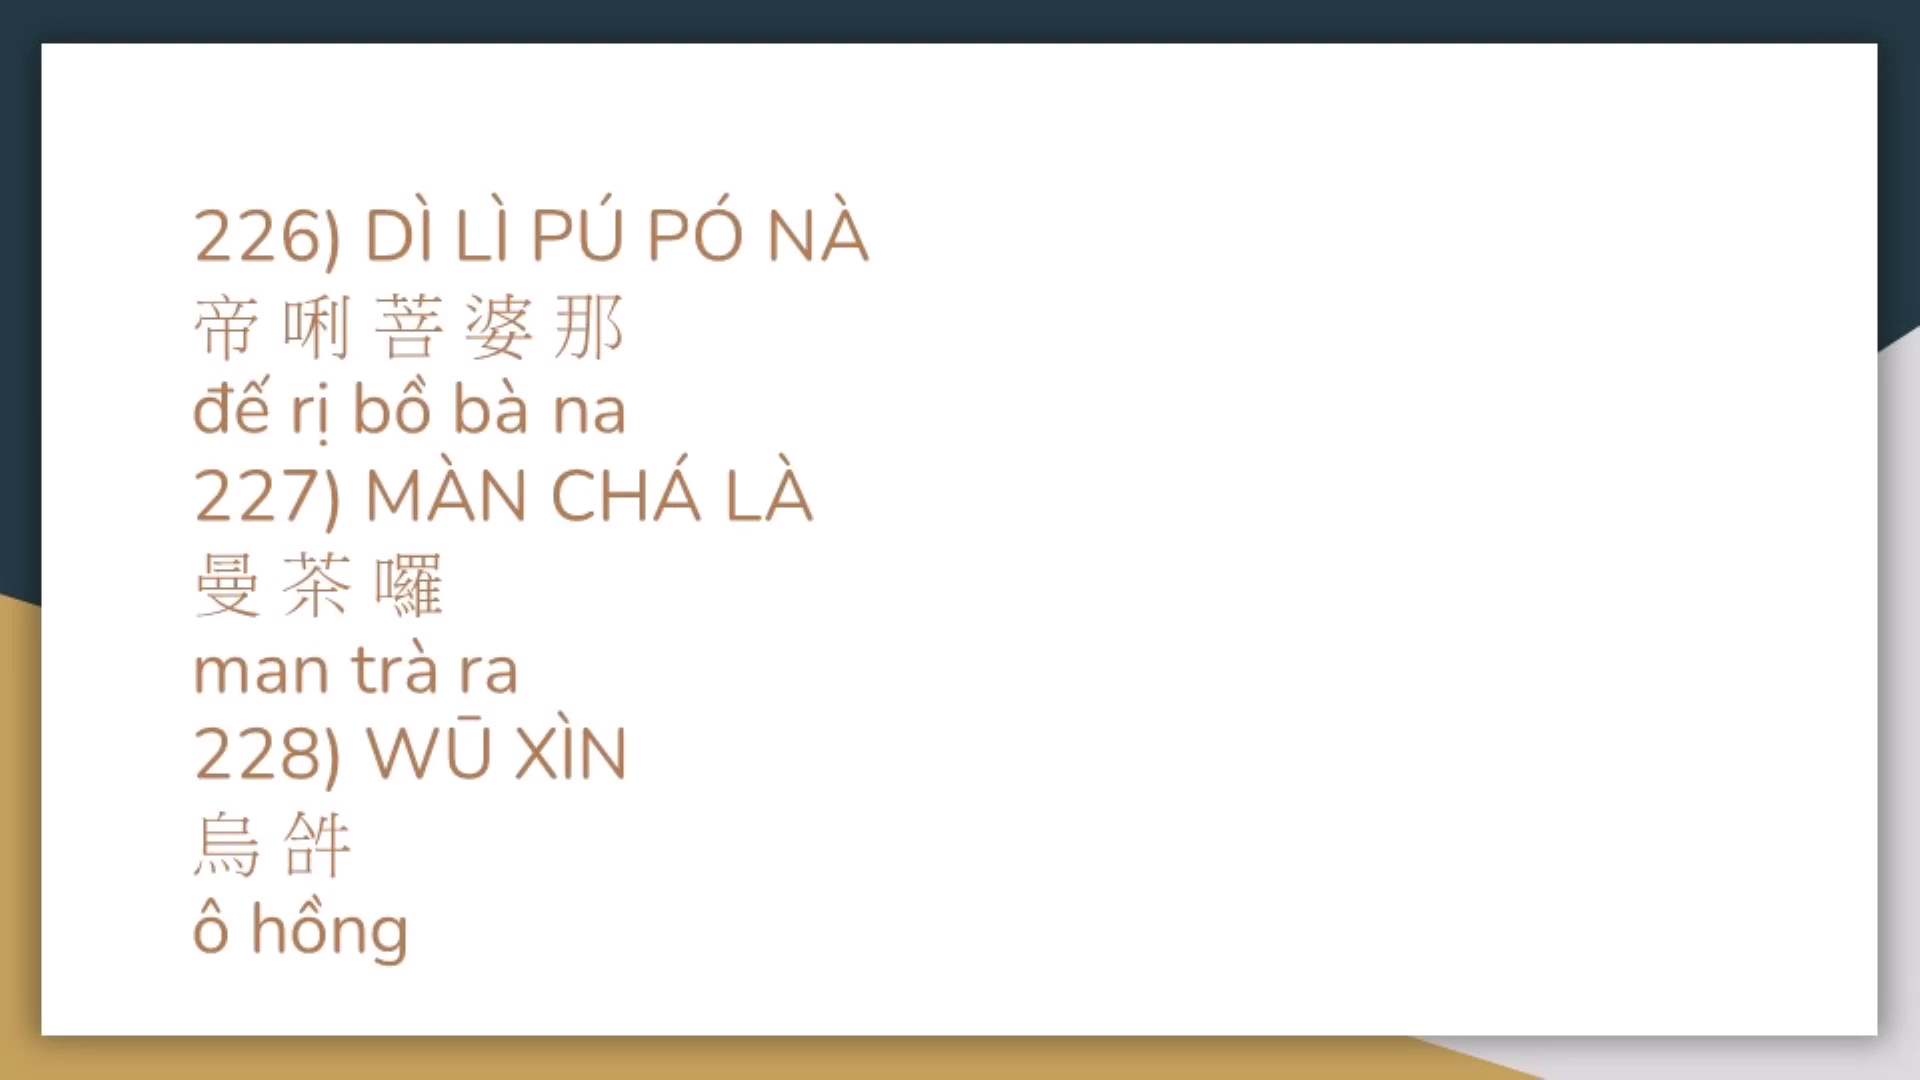 226) DÌ LÌ PÚ PÓ NÀ
帝 唎 菩 婆 那
đế rị bồ bà na
227) MÀN CHÁ LÀ
曼 茶 囉
man trà ra
228) WŪ XÌN
烏 𤙖
ô hồng